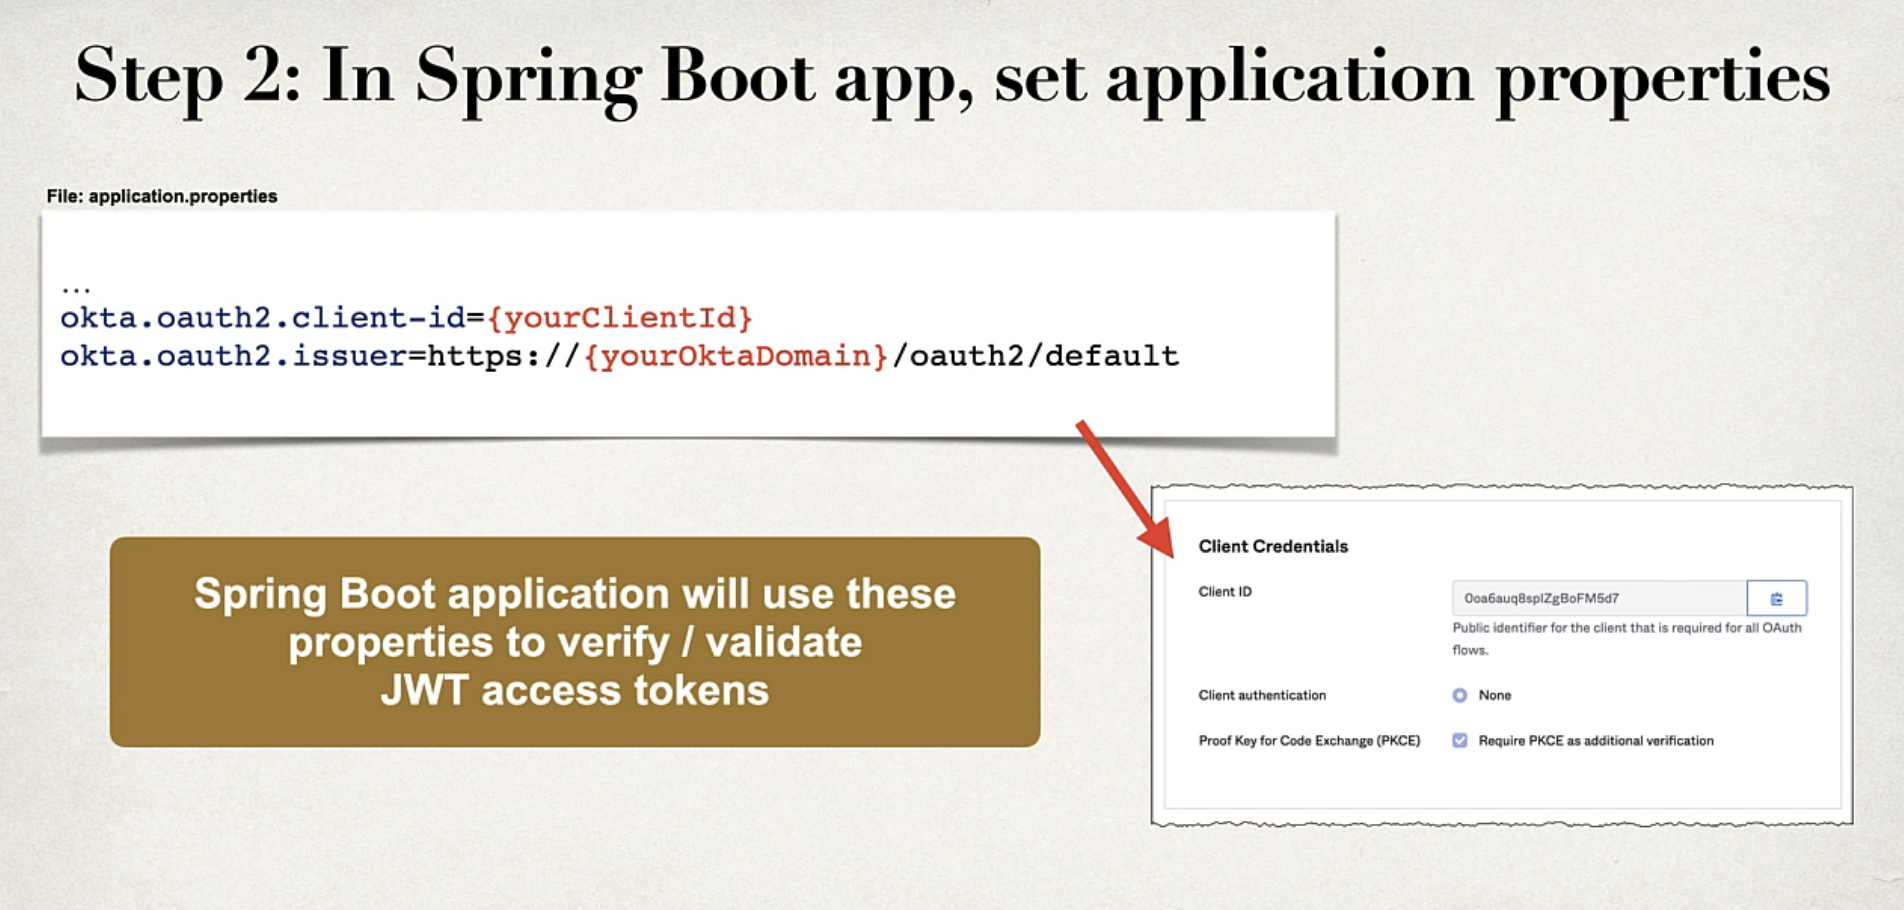 Step 2: In Spring Boot app, set application properties
File: application.properties
...
okta.oauth2.client-id={yourClientId}
okta.oauth2.issuer=https://{yourOktaDomain}/oauth2/default
Spring Boot application will use these
properties to verify / validate
JWT access tokens
Client Credentials
Client ID
0oa6auq8splZgBoFM5d7
Public identifier for the client that is required for all OAuth
flows.
Client authentication
None
Proof Key for Code Exchange (PKCE)
Require PKCE as additional verification